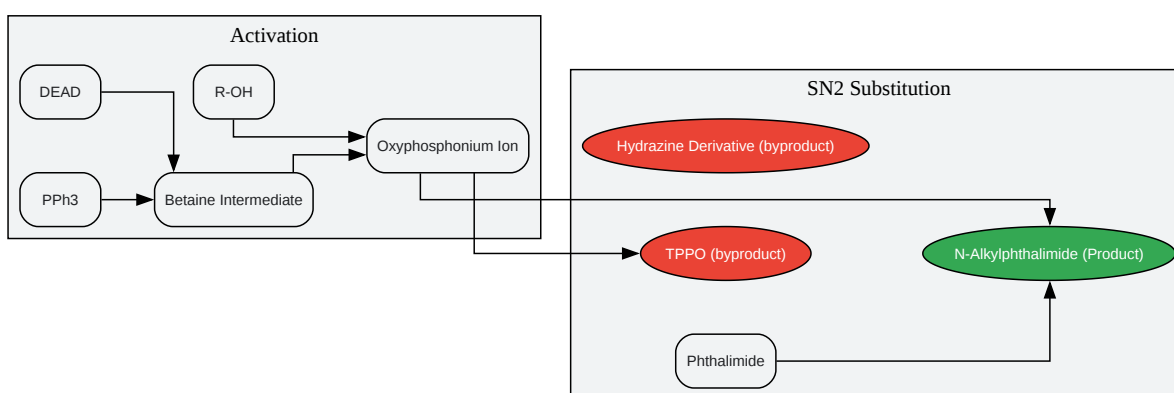 Activation
DEAD
R-OH
Oxyphosphonium Ion
PPh3
Betaine Intermediate
SN2 Substitution
Hydrazine Derivative (byproduct)
TPPO (byproduct)
N-Alkylphthalimide (Product)
Phthalimide